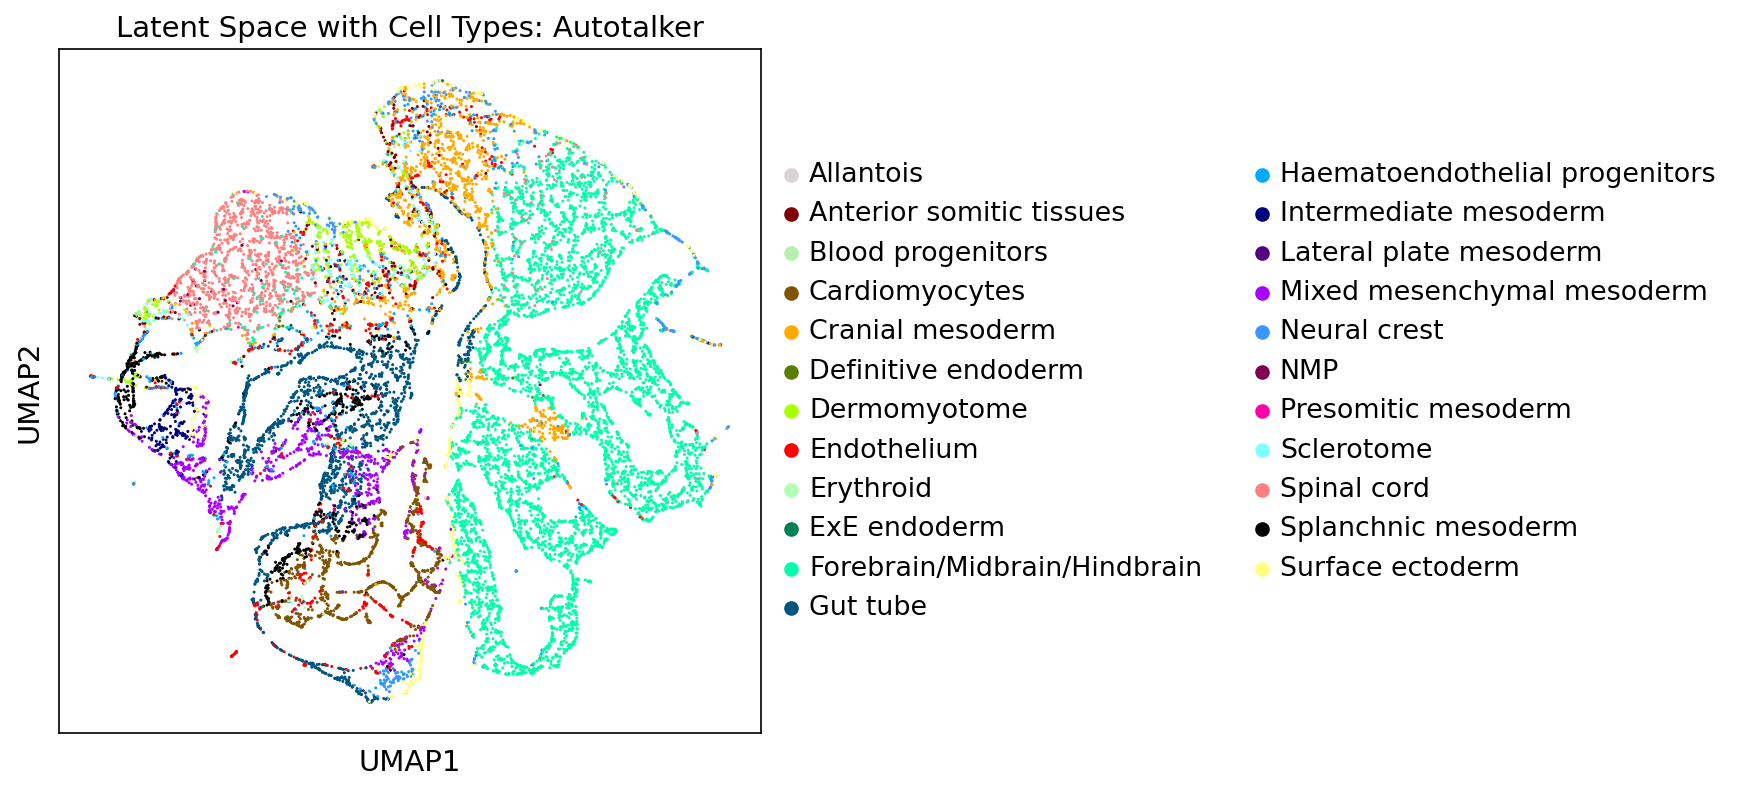 Latent Space with Cell Types: Autotalker
UMAP2
UMAP1
Allantois
Anterior somitic tissues
Blood progenitors
Cardiomyocytes
Cranial mesoderm
Definitive endoderm
Dermomyotome
Endothelium
Erythroid
ExE endoderm
Forebrain/Midbrain/Hindbrain
Gut tube
Haematoendothelial progenitors
Intermediate mesoderm
Lateral plate mesoderm
Mixed mesenchymal mesoderm
Neural crest
NMP
Presomitic mesoderm
Sclerotome
Spinal cord
Splanchnic mesoderm
Surface ectoderm